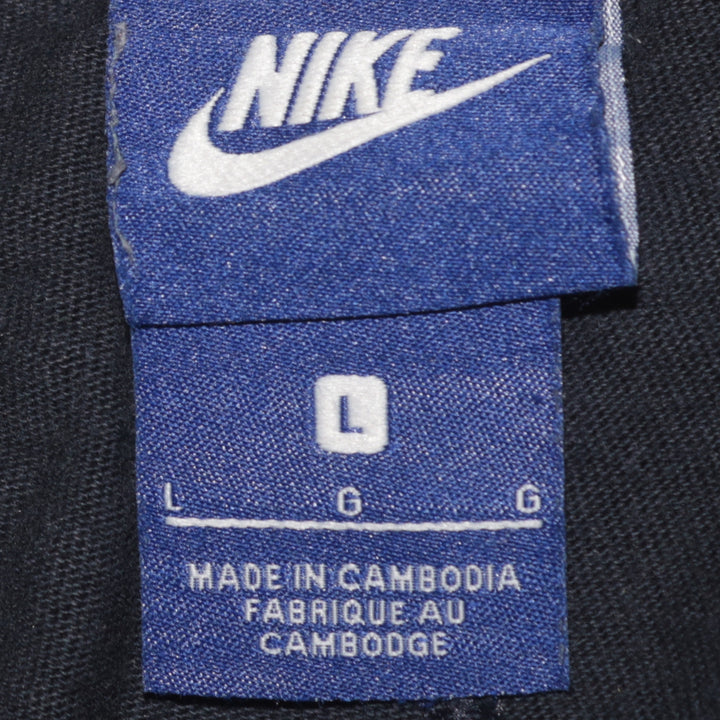 NIKE
L
L G G
MADE IN CAMBODIA
FABRIQUE AU
CAMBODGE